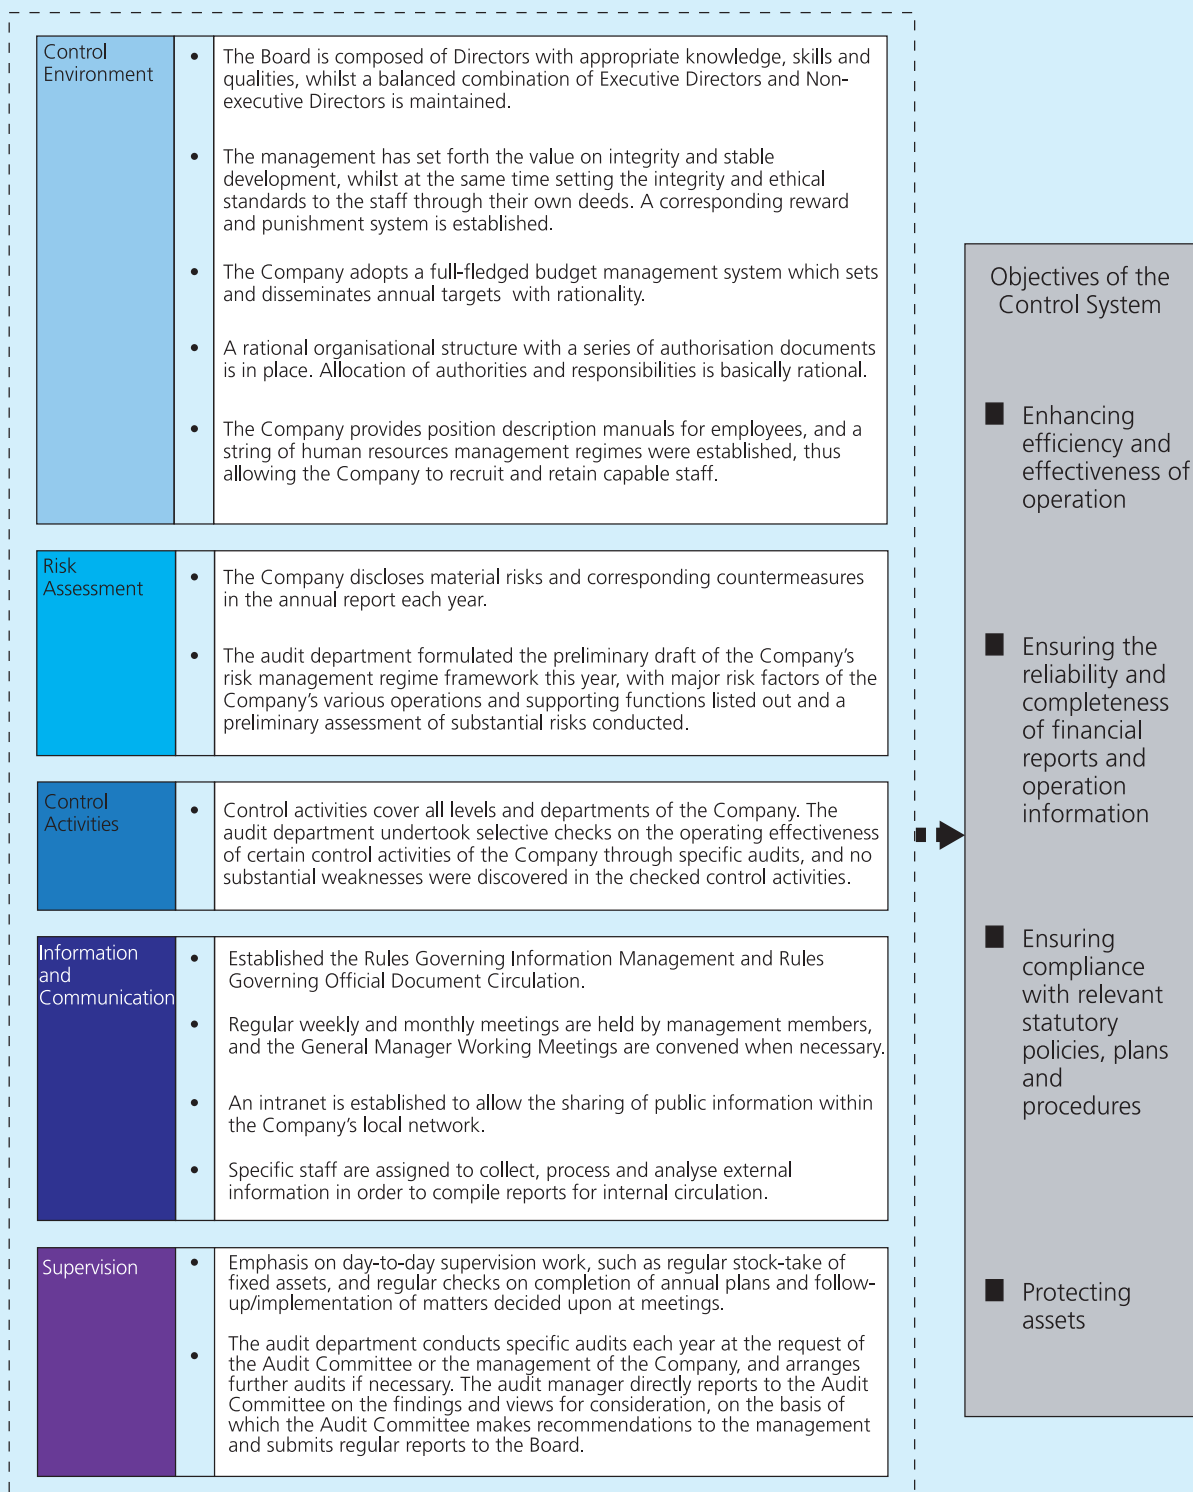 Control
Environment
• The Board is composed of Directors with appropriate knowledge, skills and
qualities, whilst a balanced combination of Executive Directors and Non-
executive Directors is maintained.
• The management has set forth the value on integrity and stable
development, whilst at the same time setting the integrity and ethical
standards to the staff through their own deeds. A corresponding reward
and punishment system is established.
• The Company adopts a full-fledged budget management system which sets
and disseminates annual targets with rationality.
• A rational organisational structure with a series of authorisation documents
is in place. Allocation of authorities and responsibilities is basically rational.
• The Company provides position description manuals for employees, and a
string of human resources management regimes were established, thus
allowing the Company to recruit and retain capable staff.
Risk
Assessment
• The Company discloses material risks and corresponding countermeasures
in the annual report each year.
• The audit department formulated the preliminary draft of the Company’s
risk management regime framework this year, with major risk factors of the
Company’s various operations and supporting functions listed out and a
preliminary assessment of substantial risks conducted.
Control
Activities
• Control activities cover all levels and departments of the Company. The
audit department undertook selective checks on the operating effectiveness
of certain control activities of the Company through specific audits, and no
substantial weaknesses were discovered in the checked control activities.
Information
and
Communication
• Established the Rules Governing Information Management and Rules
Governing Official Document Circulation.
• Regular weekly and monthly meetings are held by management members,
and the General Manager Working Meetings are convened when necessary.
• An intranet is established to allow the sharing of public information within
the Company’s local network.
• Specific staff are assigned to collect, process and analyse external
information in order to compile reports for internal circulation.
Supervision
• Emphasis on day-to-day supervision work, such as regular stock-take of
fixed assets, and regular checks on completion of annual plans and follow-
up/implementation of matters decided upon at meetings.
• The audit department conducts specific audits each year at the request of
the Audit Committee or the management of the Company, and arranges
further audits if necessary. The audit manager directly reports to the Audit
Committee on the findings and views for consideration, on the basis of
which the Audit Committee makes recommendations to the management
and submits regular reports to the Board.
Objectives of the
Control System
■ Enhancing
efficiency and
effectiveness of
operation
■ Ensuring the
reliability and
completeness
of financial
reports and
operation
information
■ Ensuring
compliance
with relevant
statutory
policies, plans
and
procedures
■ Protecting
assets